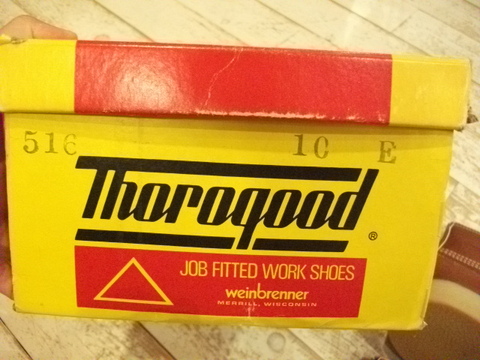 516 10 E
Thorogood ®
JOB FITTED WORK SHOES
weinbrenner
MERRILL, WISCONSIN